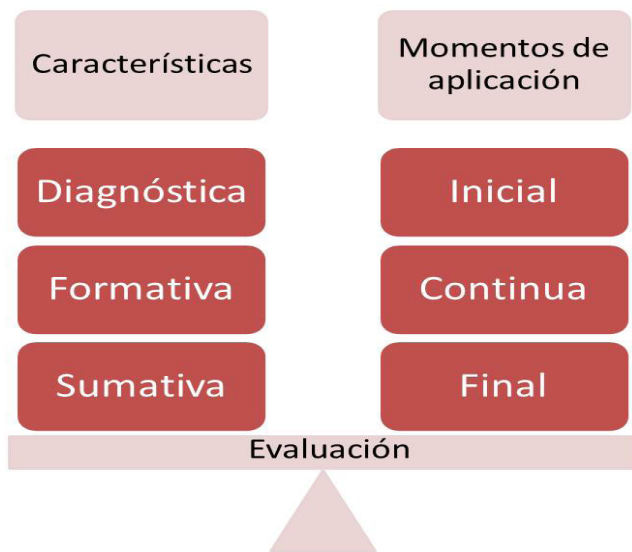 Características
Momentos de
aplicación
Diagnóstica
Inicial
Formativa
Continua
Sumativa
Final
Evaluación